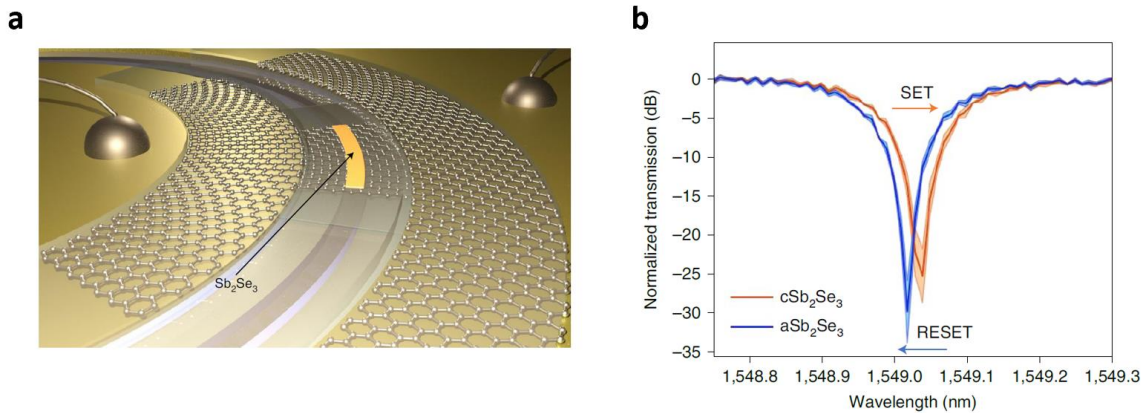 a
Sb₂Se₃
b
Normalized transmission (dB)
0
−5
−10
−15
−20
−25
−30
−35
SET
cSb₂Se₃
aSb₂Se₃
RESET
1,548.8 1,548.9 1,549.0 1,549.1 1,549.2 1,549.3
Wavelength (nm)